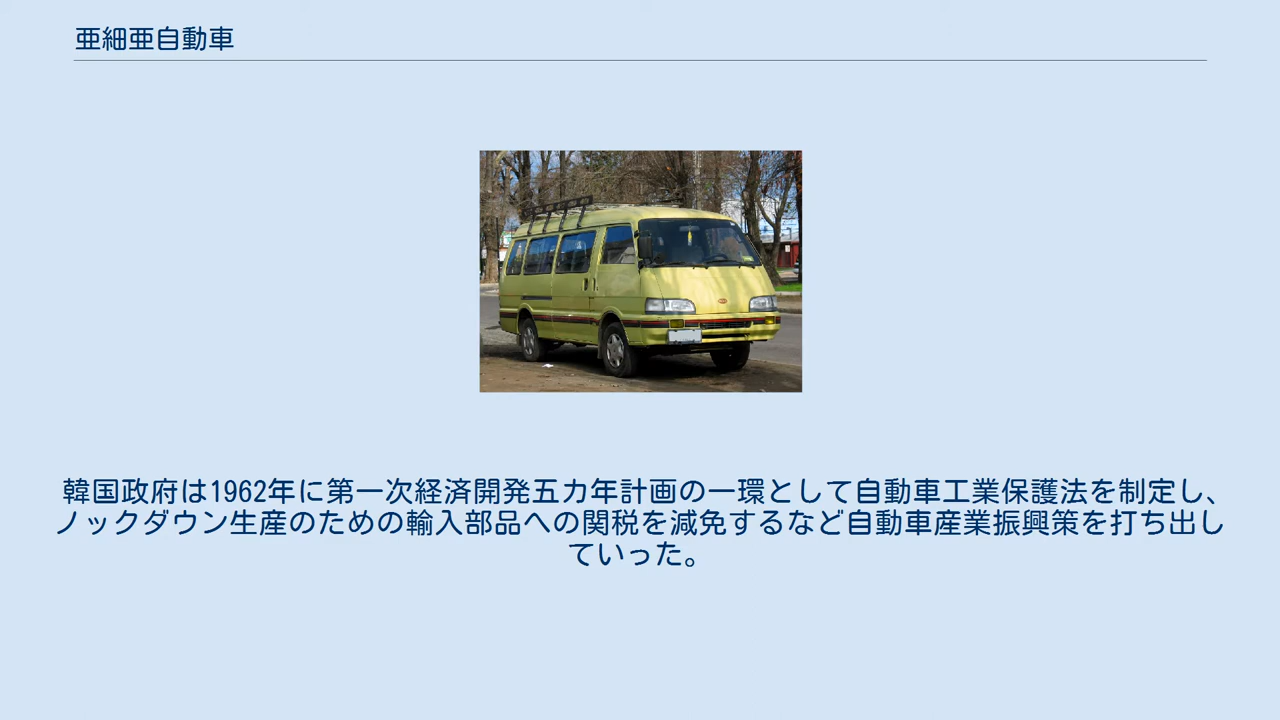 亜細亜自動車
韓国政府は1962年に第一次経済開発五カ年計画の一環として自動車工業保護法を制定し、
ノックダウン生産のための輸入部品への関税を減免するなど自動車産業振興策を打ち出し
ていった。